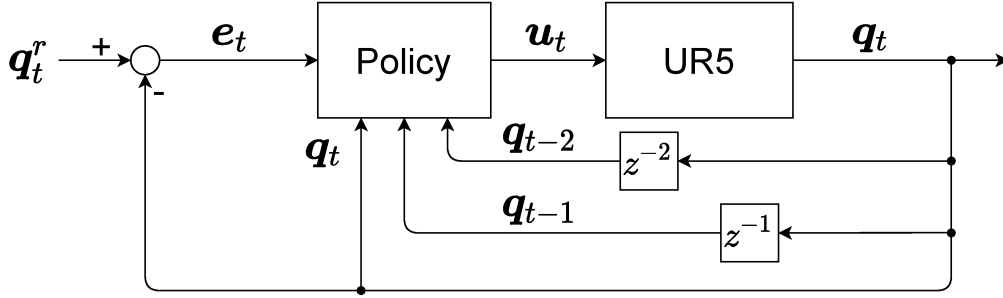 q_t^r
+
-
e_t
Policy
u_t
UR5
q_t
q_t
q_{t-2}
z^{-2}
q_{t-1}
z^{-1}